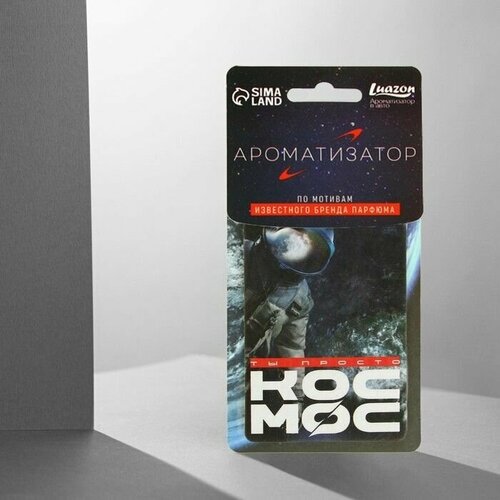 SIMA
LAND
Luazon
Ароматизатор
в авто
АРОМАТИЗАТОР
ПО МОТИВАМ
ИЗВЕСТНОГО БРЕНДА ПАРФЮМА
ТЫ ПРОСТО
КОС
МОС